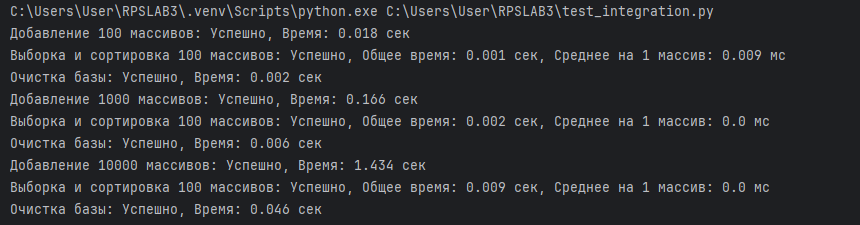 C:\Users\User\RPSLAB3\.venv\Scripts\python.exe C:\Users\User\RPSLAB3\test_integration.py
Добавление 100 массивов: Успешно, Время: 0.018 сек
Выборка и сортировка 100 массивов: Успешно, Общее время: 0.001 сек, Среднее на 1 массив: 0.009 мс
Очистка базы: Успешно, Время: 0.002 сек
Добавление 1000 массивов: Успешно, Время: 0.166 сек
Выборка и сортировка 100 массивов: Успешно, Общее время: 0.002 сек, Среднее на 1 массив: 0.0 мс
Очистка базы: Успешно, Время: 0.006 сек
Добавление 10000 массивов: Успешно, Время: 1.434 сек
Выборка и сортировка 100 массивов: Успешно, Общее время: 0.009 сек, Среднее на 1 массив: 0.0 мс
Очистка базы: Успешно, Время: 0.046 сек